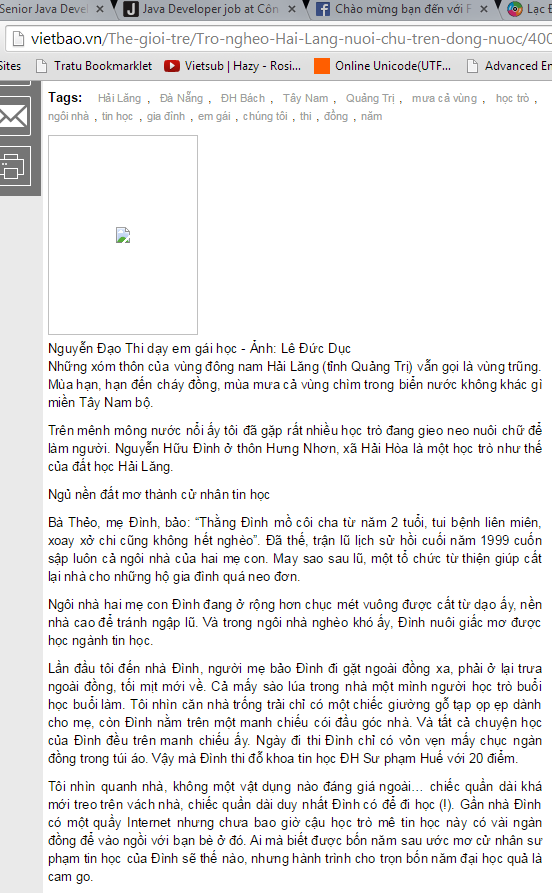 Senior Java Devel
Java Developer job at Côn
Chào mừng bạn đến với F
Lạc Đ
vietbao.vn/The-gioi-tre/Tro-ngheo-Hai-Lang-nuoi-chu-tren-dong-nuoc/400
Sites
Tratu Bookmarklet
Vietsub | Hazy - Rosi...
Online Unicode(UTF...
Advanced En
Tags: Hải Lăng , Đà Nẵng , ĐH Bách , Tây Nam , Quảng Trị , mưa cả vùng , học trò ,
ngôi nhà , tin học , gia đình , em gái , chúng tôi , thi , đồng , năm
Nguyễn Đạo Thi dạy em gái học - Ảnh: Lê Đức Dục
Những xóm thôn của vùng đông nam Hải Lăng (tỉnh Quảng Trị) vẫn gọi là vùng trũng.
Mùa hạn, hạn đến cháy đồng, mùa mưa cả vùng chìm trong biển nước không khác gì
miền Tây Nam bộ.
Trên mênh mông nước nổi ấy tôi đã gặp rất nhiều học trò đang gieo neo nuôi chữ để
làm người. Nguyễn Hữu Đình ở thôn Hưng Nhơn, xã Hải Hòa là một học trò như thế
của đất học Hải Lăng.
Ngủ nền đất mơ thành cử nhân tin học
Bà Thẻo, mẹ Đình, bảo: “Thằng Đình mồ côi cha từ năm 2 tuổi, tui bệnh liên miên,
xoay xở chi cũng không hết nghèo”. Đã thế, trận lũ lịch sử hồi cuối năm 1999 cuốn
sập luôn cả ngôi nhà của hai mẹ con. May sao sau lũ, một tổ chức từ thiện giúp cất
lại nhà cho những hộ gia đình quá neo đơn.
Ngôi nhà hai mẹ con Đình đang ở rộng hơn chục mét vuông được cất từ dạo ấy, nền
nhà cao để tránh ngập lũ. Và trong ngôi nhà nghèo khó ấy, Đình nuôi giấc mơ được
học ngành tin học.
Lần đầu tôi đến nhà Đình, người mẹ bảo Đình đi gặt ngoài đồng xa, phải ở lại trưa
ngoài đồng, tối mịt mới về. Cả mấy sào lúa trong nhà một mình người học trò buổi
học buổi làm. Tôi nhìn căn nhà trống trải chỉ có một chiếc giường gỗ tạp ọp ẹp dành
cho mẹ, còn Đình nằm trên một manh chiếu cói đầu góc nhà. Và tất cả chuyện học
của Đình đều trên manh chiếu ấy. Ngày đi thi Đình chỉ có vỏn vẹn mấy chục ngàn
đồng trong túi áo. Vậy mà Đình thi đỗ khoa tin học ĐH Sư phạm Huế với 20 điểm.
Tôi nhìn quanh nhà, không một vật dụng nào đáng giá ngoài... chiếc quần dài khá
mới treo trên vách nhà, chiếc quần dài duy nhất Đình có để đi học (!). Gần nhà Đình
có một quầy Internet nhưng chưa bao giờ cậu học trò mê tin học này có vài ngàn
đồng để vào ngồi với bạn bè ở đó. Ai mà biết được bốn năm sau ước mơ cử nhân sư
phạm tin học của Đình sẽ thế nào, nhưng hành trình cho trọn bốn năm đại học quả là
cam go.